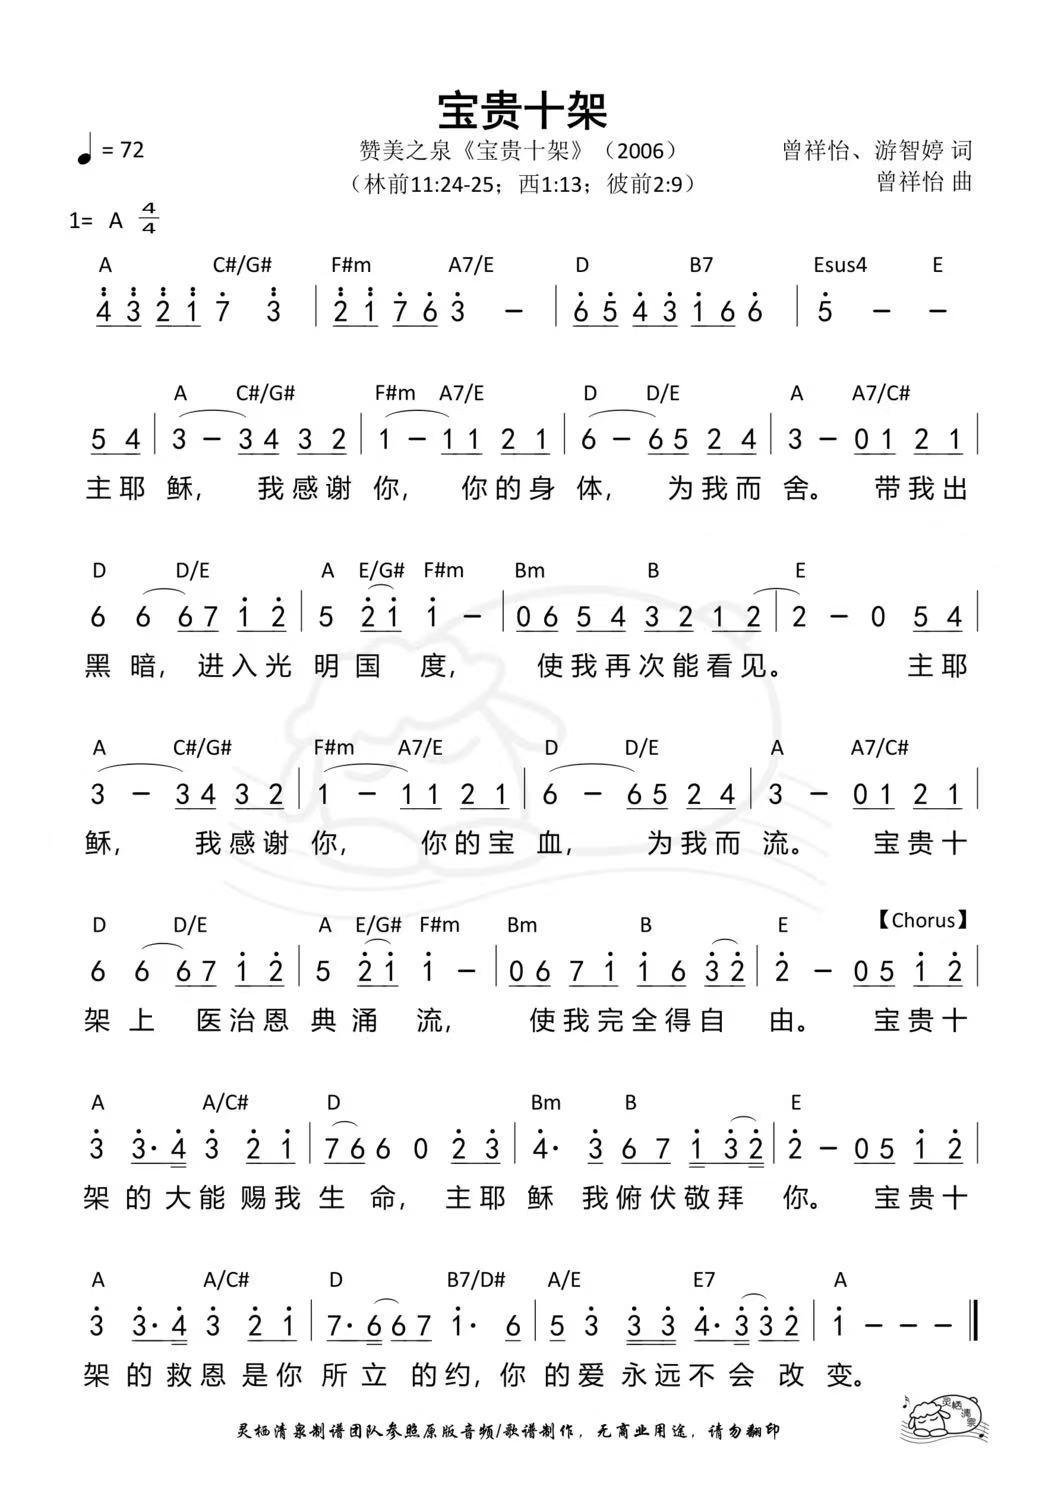 宝贵十架
♩= 72
赞美之泉《宝贵十架》（2006）
曾祥怡、游智婷 词
（林前11:24-25；西1:13；彼前2:9）
曾祥怡 曲
1= A 4/4
A C#/G# F#m A7/E D B7 Esus4 E
4 3 2 1 7 3 | 2 1 7 6 3 – | 6 5 4 3 1 6 6 | 5 – –
A C#/G# F#m A7/E D D/E A A7/C#
5 4 | 3 – 3 4 3 2 | 1 – 1 1 2 1 | 6 – 6 5 2 4 | 3 – 0 1 2 1 |
主耶稣，我感谢你，你的身体，为我而舍。带我出
D D/E A E/G# F#m Bm B E
6 6 6 7 1 2 | 5 2 1 1 – | 0 6 5 4 3 2 1 2 | 2 – 0 5 4 |
黑暗，进入光明国度，使我再次能看见。主耶
A C#/G# F#m A7/E D D/E A A7/C#
3 – 3 4 3 2 | 1 – 1 1 2 1 | 6 – 6 5 2 4 | 3 – 0 1 2 1 |
稣，我感谢你，你的宝血，为我而流。宝贵十
D D/E A E/G# F#m Bm B E 【Chorus】
6 6 6 7 1 2 | 5 2 1 1 – | 0 6 7 1 1 6 3 2 | 2 – 0 5 1 2 |
架上医治恩典涌流，使我完全得自由。宝贵十
A A/C# D Bm B E
3 3· 4 3 2 1 | 7 6 6 0 2 3 | 4· 3 6 7 1 3 2 | 2 – 0 5 1 2 |
架的大能赐我生命，主耶稣我俯伏敬拜你。宝贵十
A A/C# D B7/D# A/E E7 A
3 3· 4 3 2 1 | 7· 6 6 7 1· 6 | 5 3 3 3 4· 3 3 2 | 1 – – – ‖
架的救恩是你所立的约，你的爱永远不会改变。
灵栖清泉制谱团队参照原版音频/歌谱制作，无商业用途，请勿翻印
灵栖清泉